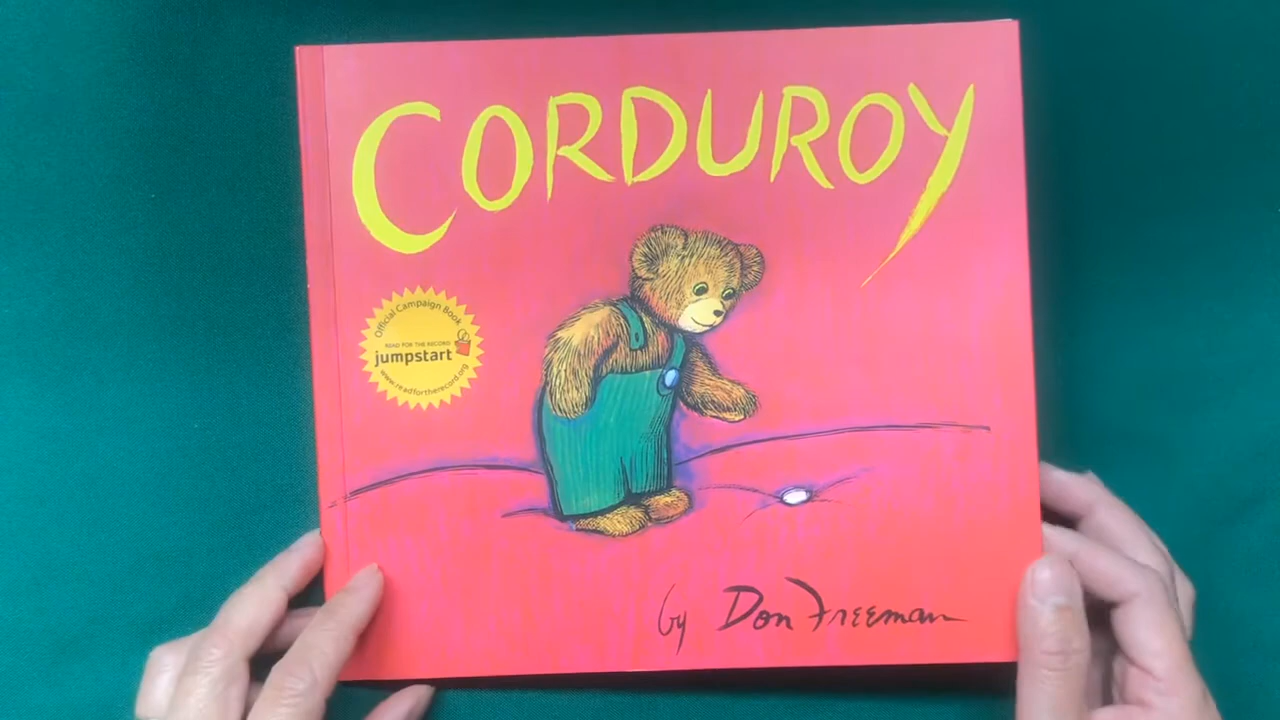 CORDUROY
Official Campaign Book
READ FOR THE RECORD
jumpstart
www.readfortherecord.org
by Don Freeman